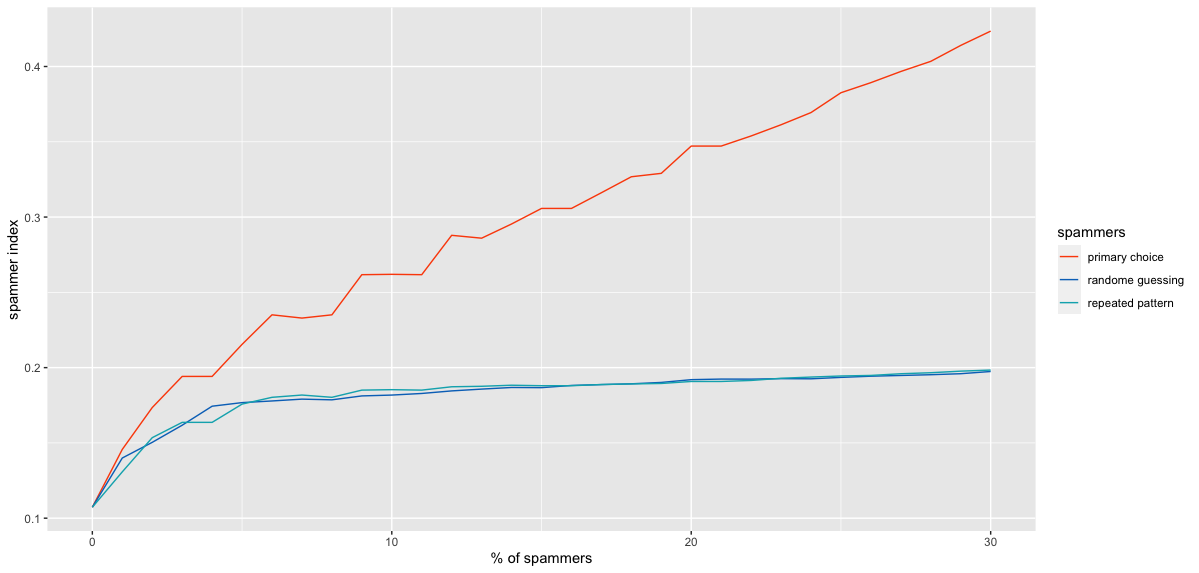 0.4
0.3
0.2
0.1
spammer index
0
10
20
30
% of spammers
spammers
primary choice
randome guessing
repeated pattern